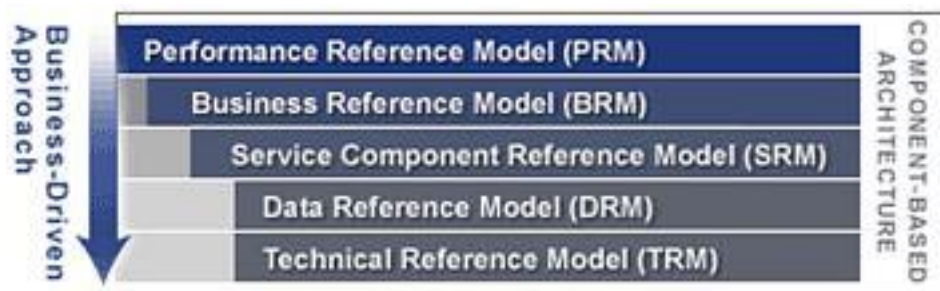 Business-Driven
Approach
Performance Reference Model (PRM)
Business Reference Model (BRM)
Service Component Reference Model (SRM)
Data Reference Model (DRM)
Technical Reference Model (TRM)
COMPONENT-BASED
ARCHITECTURE